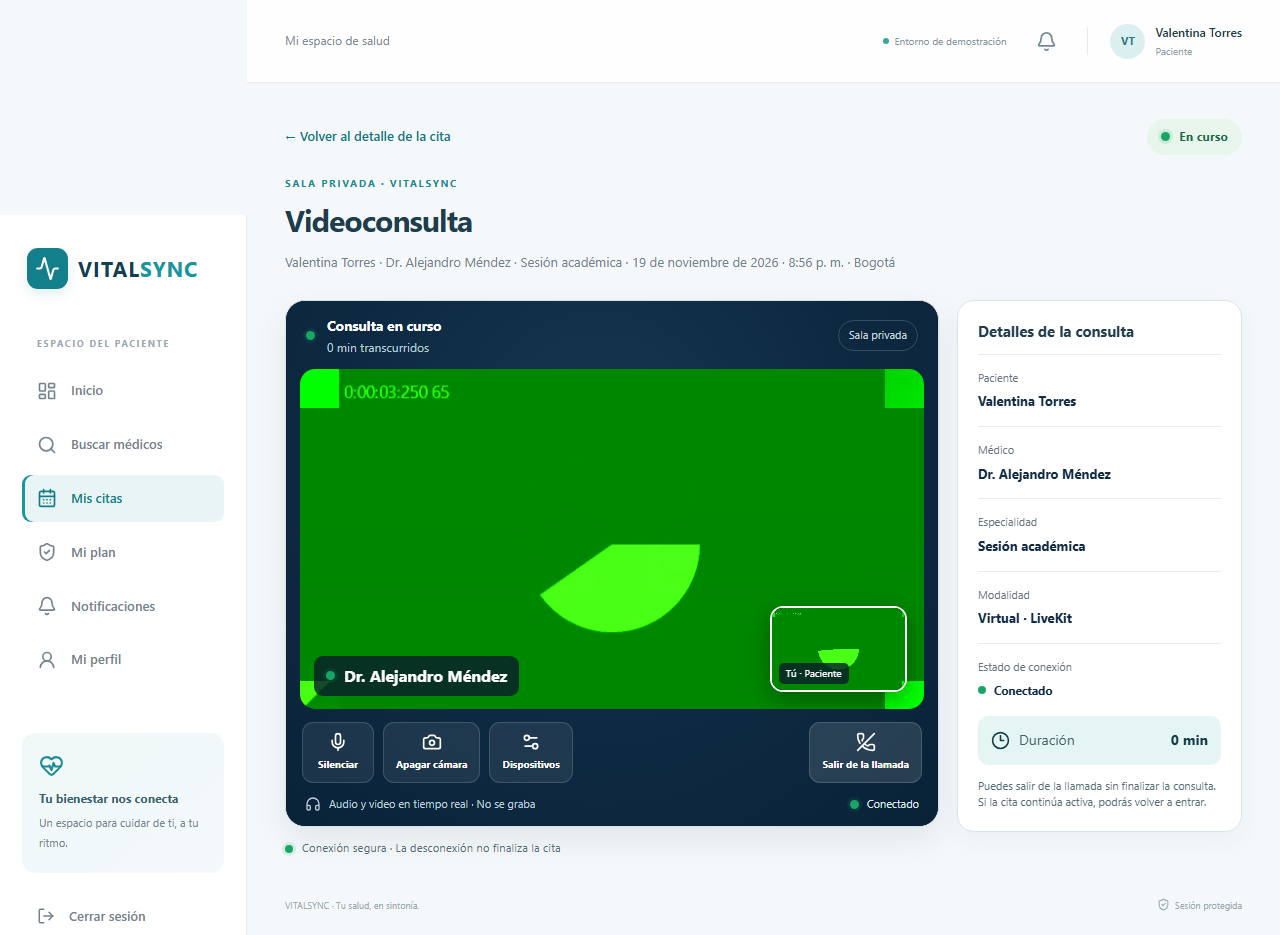 Mi espacio de salud
Entorno de demostración
VT
Valentina Torres
Paciente
← Volver al detalle de la cita
En curso
SALA PRIVADA · VITALSYNC
Videoconsulta
Valentina Torres · Dr. Alejandro Méndez · Sesión académica · 19 de noviembre de 2026 · 8:56 p. m. · Bogotá
VITALSYNC
ESPACIO DEL PACIENTE
Inicio
Buscar médicos
Mis citas
Mi plan
Notificaciones
Mi perfil
Tu bienestar nos conecta
Un espacio para cuidar de ti, a tu
ritmo.
Cerrar sesión
Consulta en curso
0 min transcurridos
Sala privada
0:00:03:250 65
Dr. Alejandro Méndez
Tú · Paciente
Silenciar
Apagar cámara
Dispositivos
Salir de la llamada
Audio y video en tiempo real · No se graba
Conectado
Conexión segura · La desconexión no finaliza la cita
Detalles de la consulta
Paciente
Valentina Torres
Médico
Dr. Alejandro Méndez
Especialidad
Sesión académica
Modalidad
Virtual · LiveKit
Estado de conexión
Conectado
Duración
0 min
Puedes salir de la llamada sin finalizar la consulta.
Si la cita continúa activa, podrás volver a entrar.
VITALSYNC · Tu salud, en sintonía.
Sesión protegida